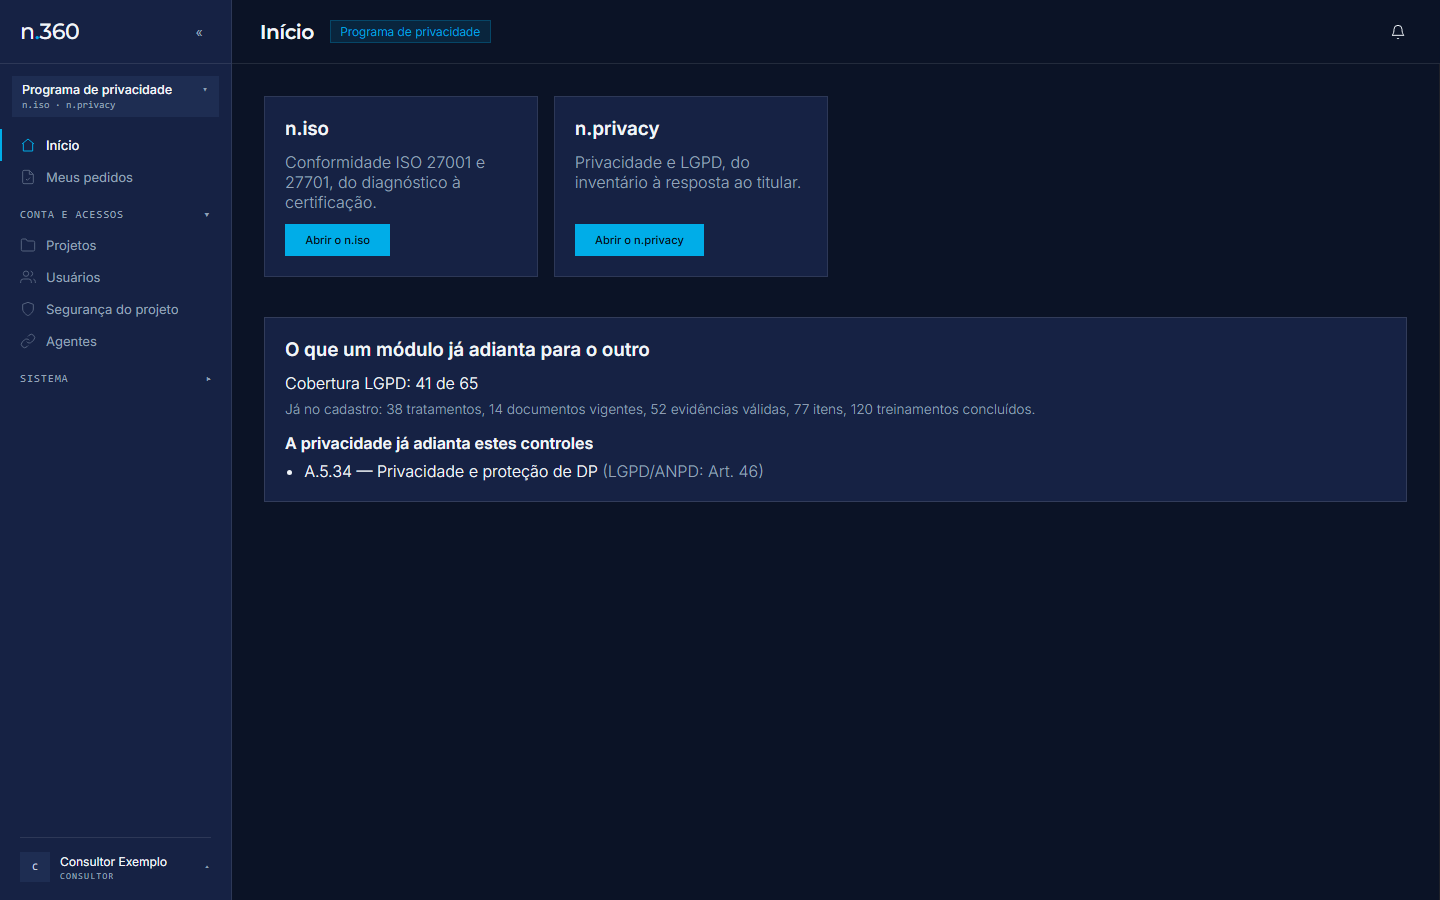 n.360
«
Programa de privacidade
n.iso · n.privacy
Início
Meus pedidos
CONTA E ACESSOS
Projetos
Usuários
Segurança do projeto
Agentes
SISTEMA
C
Consultor Exemplo
CONSULTOR
Início
Programa de privacidade
n.iso
Conformidade ISO 27001 e
27701, do diagnóstico à
certificação.
Abrir o n.iso
n.privacy
Privacidade e LGPD, do
inventário à resposta ao titular.
Abrir o n.privacy
O que um módulo já adianta para o outro
Cobertura LGPD: 41 de 65
Já no cadastro: 38 tratamentos, 14 documentos vigentes, 52 evidências válidas, 77 itens, 120 treinamentos concluídos.
A privacidade já adianta estes controles
• A.5.34 — Privacidade e proteção de DP (LGPD/ANPD: Art. 46)